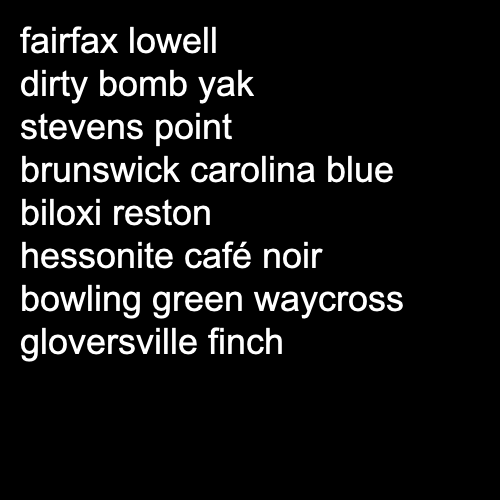 fairfax lowell
dirty bomb yak
stevens point
brunswick carolina blue
biloxi reston
hessonite café noir
bowling green waycross
gloversville finch